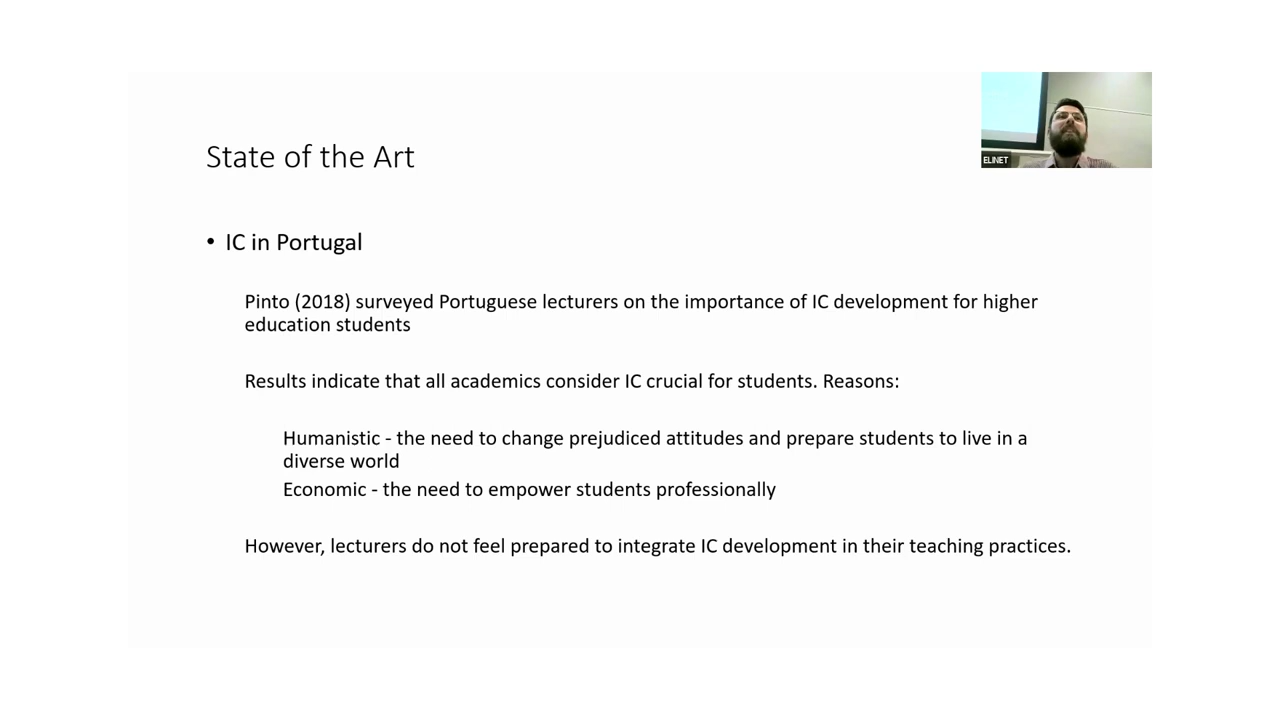 State of the Art
ELINET
• IC in Portugal
Pinto (2018) surveyed Portuguese lecturers on the importance of IC development for higher
education students
Results indicate that all academics consider IC crucial for students. Reasons:
Humanistic - the need to change prejudiced attitudes and prepare students to live in a
diverse world
Economic - the need to empower students professionally
However, lecturers do not feel prepared to integrate IC development in their teaching practices.